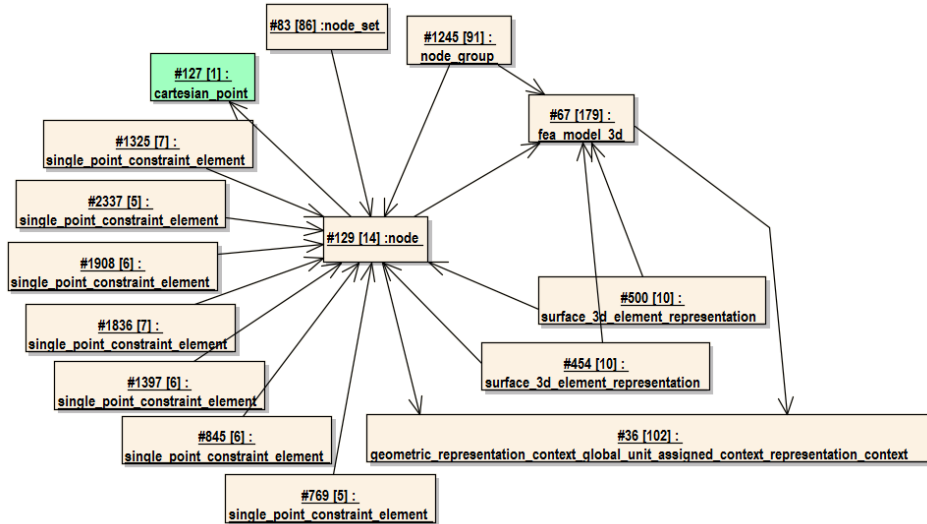 #83 [86] :node_set
#1245 [91] :
node_group
#127 [1] :
cartesian_point
#67 [179] :
fea_model_3d
#1325 [7] :
single_point_constraint_element
#2337 [5] :
single_point_constraint_element
#129 [14] :node
#1908 [6] :
single_point_constraint_element
#500 [10] :
surface_3d_element_representation
#1836 [7] :
single_point_constraint_element
#454 [10] :
surface_3d_element_representation
#1397 [6] :
single_point_constraint_element
#845 [6] :
single_point_constraint_element
#36 [102] :
geometric_representation_context_global_unit_assigned_context_representation_context
#769 [5] :
single_point_constraint_element